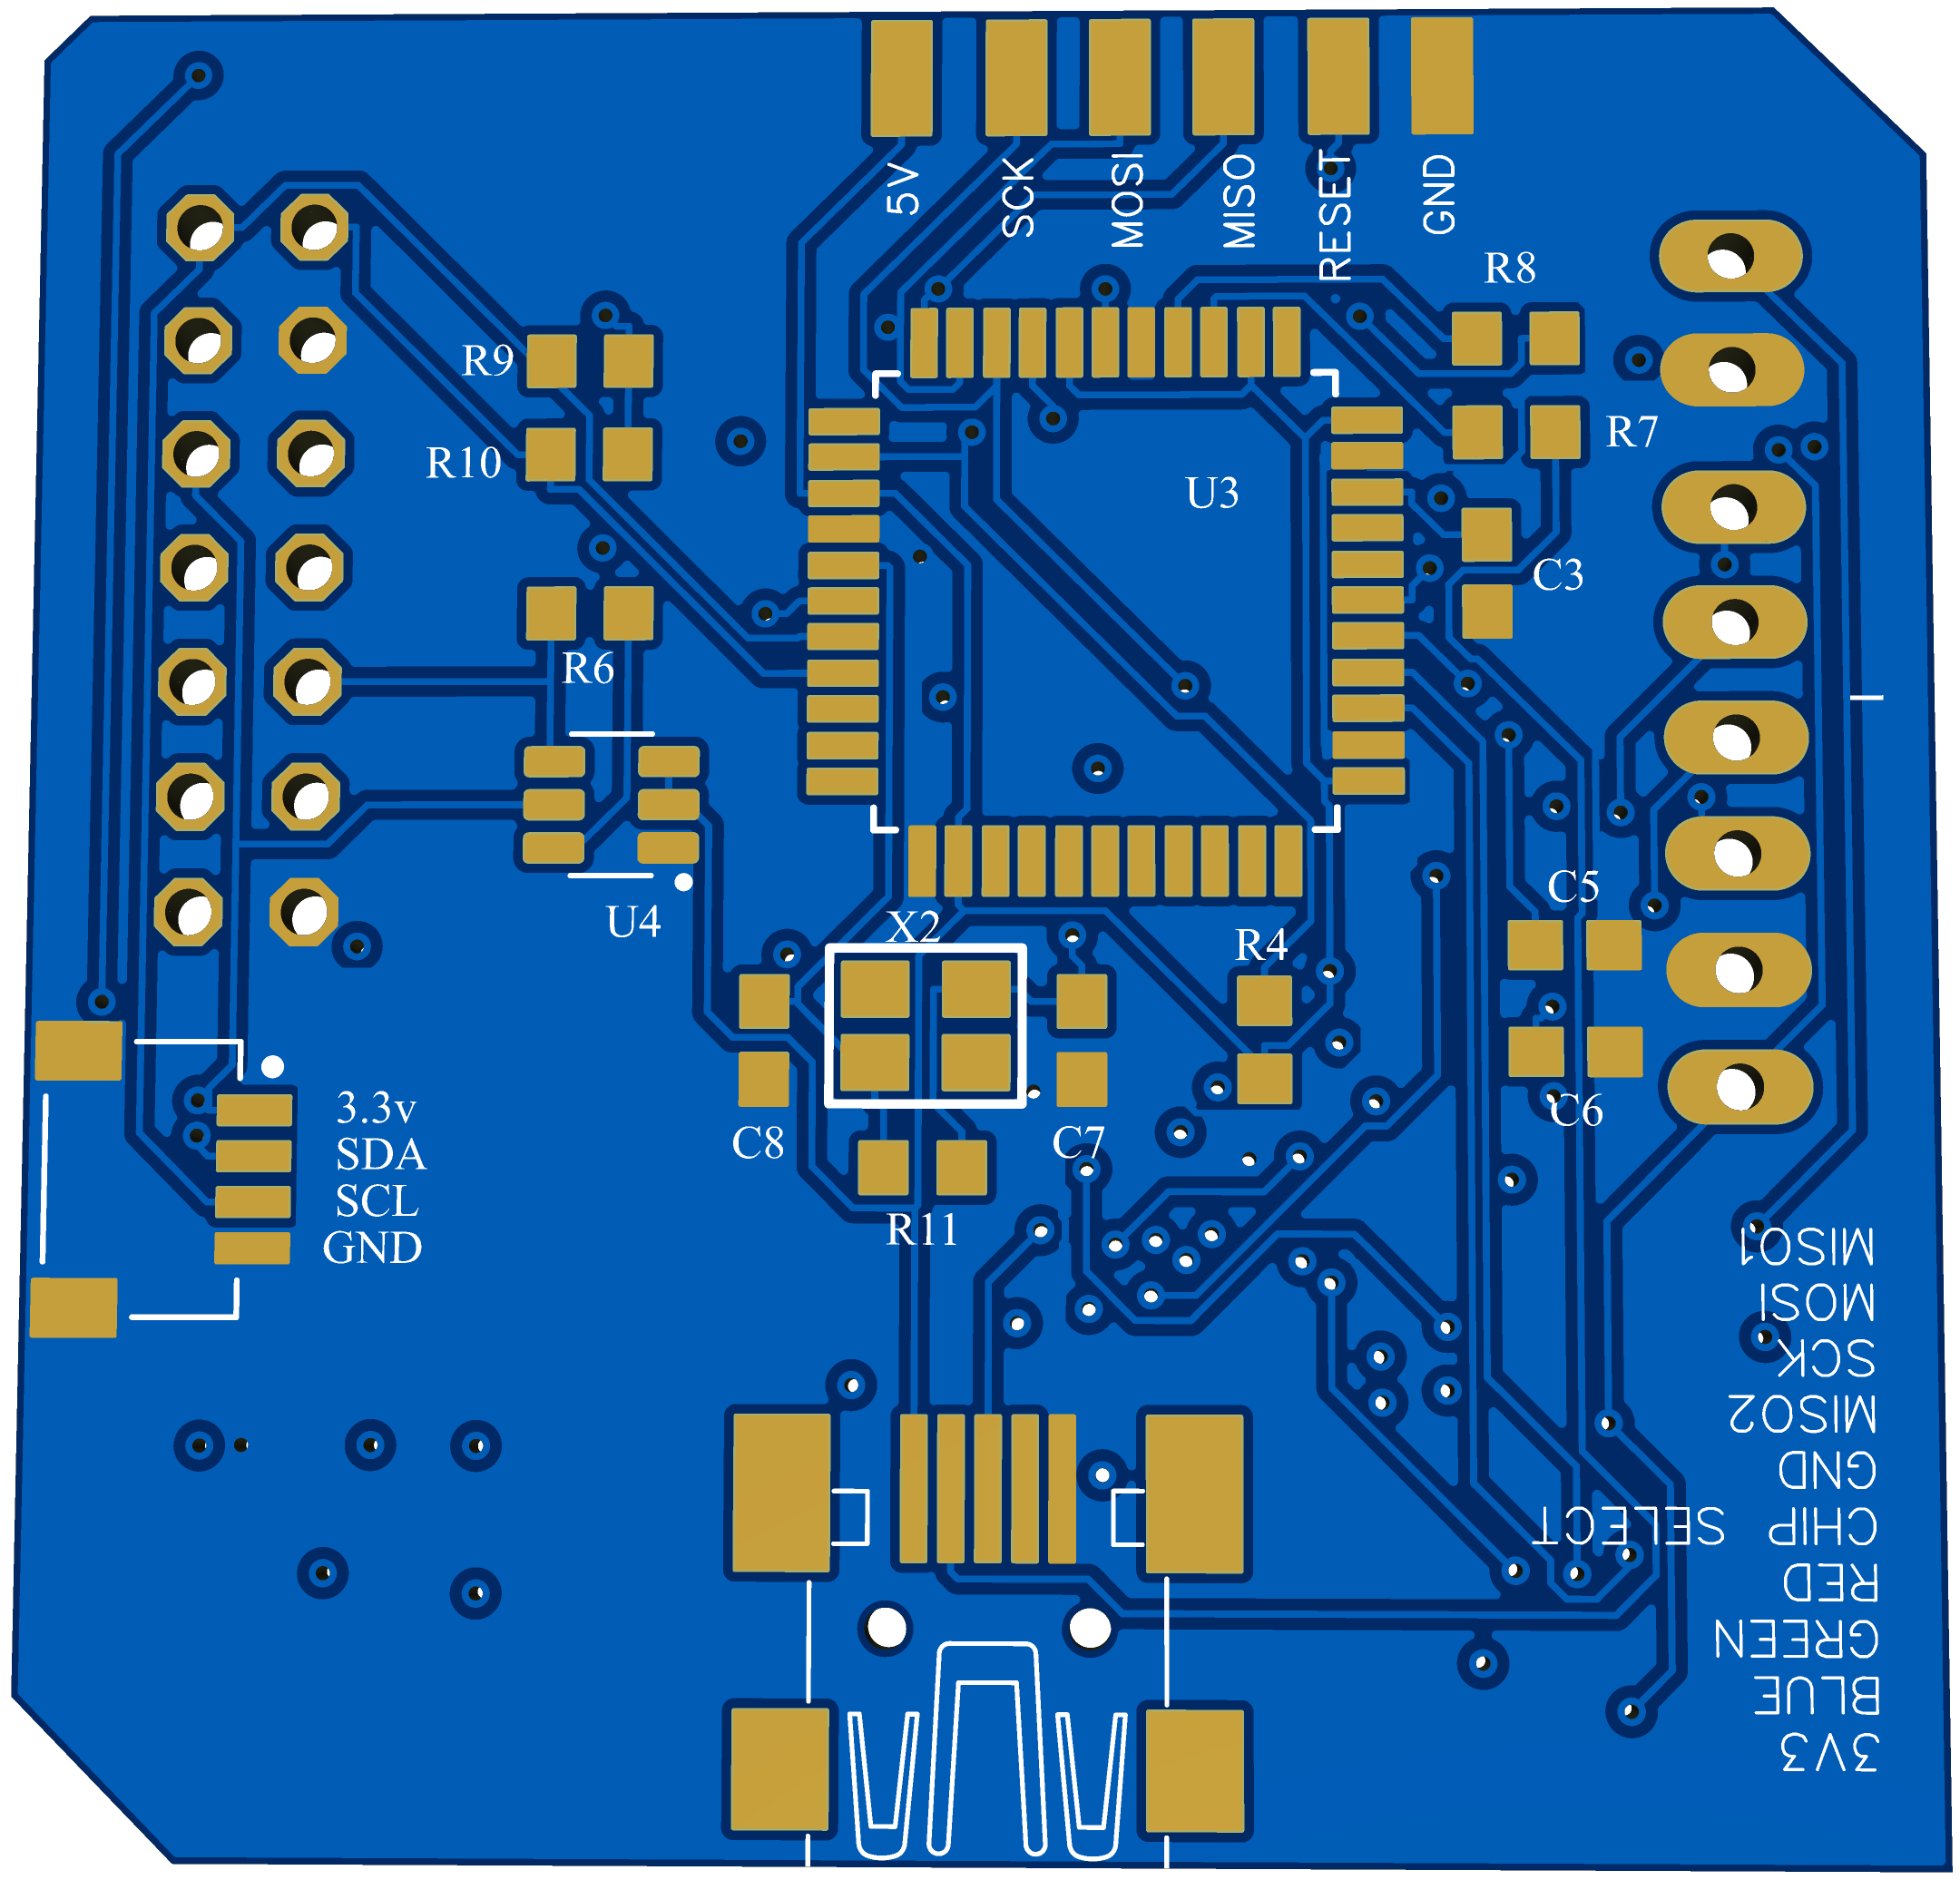 5V
SCK
MOSI
MISO
RESET
GND
R8
R9
R7
R10
U3
C3
R6
C5
U4
X2
R4
3.3v
C6
C8
C7
SDA
SCL
R11
GND
MISO1
MOSI
SCK
MISO2
GND
CHIP SELECT
RED
GREEN
BLUE
3V3